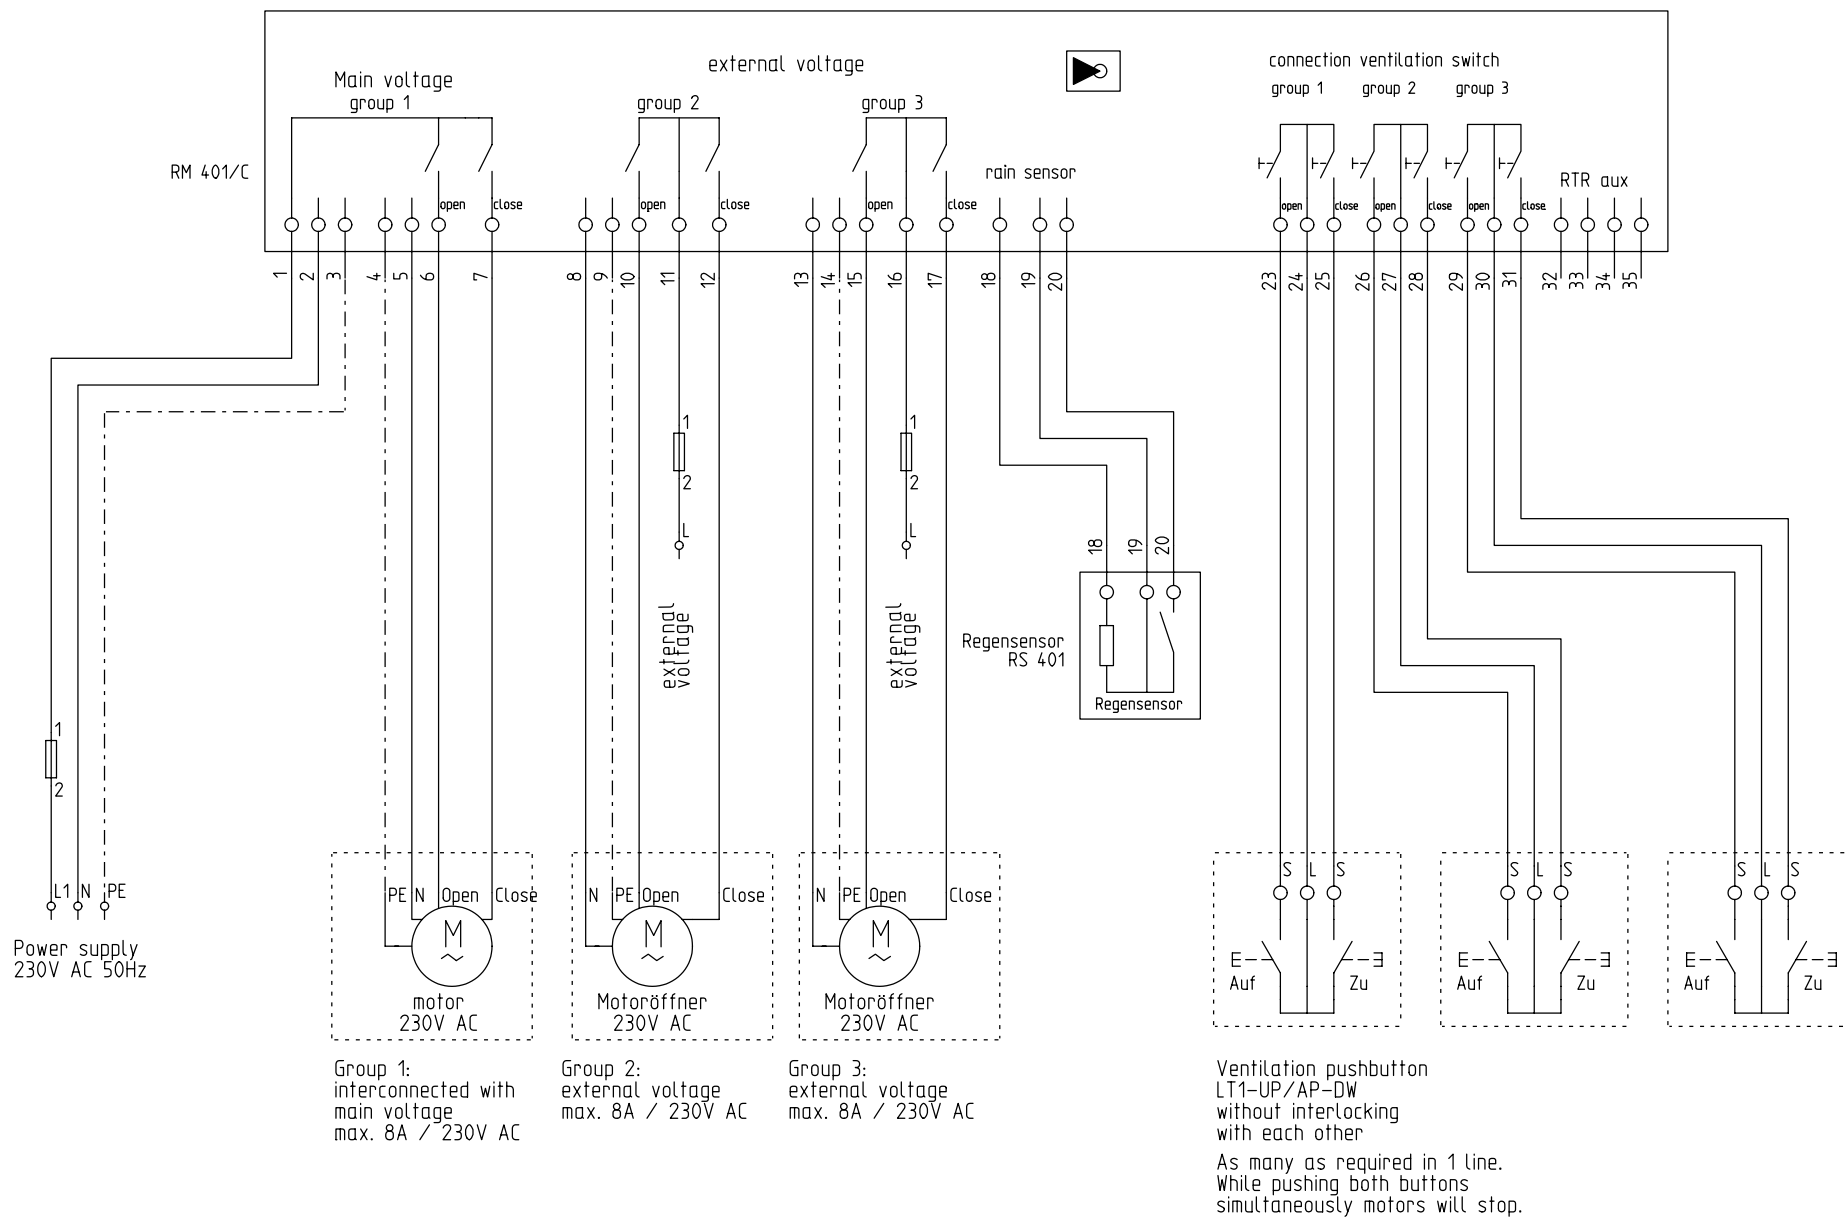 Main voltage
group 1
external voltage
group 2
group 3
connection ventilation switch
group 1
group 2
group 3
RM 401/C
rain sensor
RTR aux
open
close
open
close
open
close
open
close
open
close
open
close
1
2
3
4
5
6
7
8
9
10
11
12
13
14
15
16
17
18
19
20
23
24
25
26
27
28
29
30
31
32
33
34
35
1
2
L
external
voltage
1
2
L
external
voltage
18
19
20
Regensensor
RS 401
Regensensor
1
2
L1
N
PE
Power supply
230V AC 50Hz
PE
N
Open
Close
M
motor
230V AC
N
PE
Open
Close
M
Motoröffner
230V AC
N
PE
Open
Close
M
Motoröffner
230V AC
S
L
S
Auf
Zu
S
L
S
Auf
Zu
S
L
S
Auf
Zu
Group 1:
interconnected with
main voltage
max. 8A / 230V AC
Group 2:
external voltage
max. 8A / 230V AC
Group 3:
external voltage
max. 8A / 230V AC
Ventilation pushbutton
LT1-UP/AP-DW
without interlocking
with each other
As many as required in 1 line.
While pushing both buttons
simultaneously motors will stop.